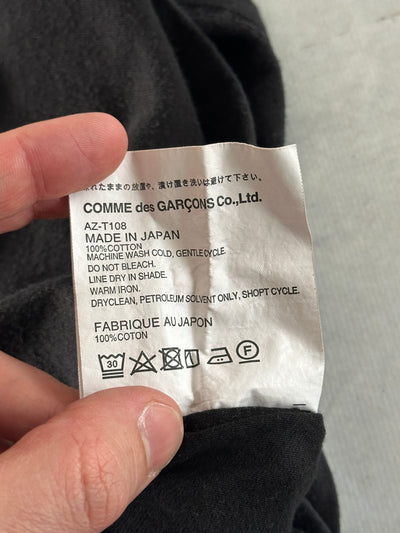 れたままの放置や、漬け置き洗いは避けて下さい。
COMME des GARÇONS Co.,Ltd.
AZ-T108
MADE IN JAPAN
100%COTTON
MACHINE WASH COLD, GENTLE CYCLE.
DO NOT BLEACH.
LINE DRY IN SHADE.
WARM IRON.
DRYCLEAN, PETROLEUM SOLVENT ONLY, SHOPT CYCLE.
FABRIQUE AU JAPON
100%COTON
30 F